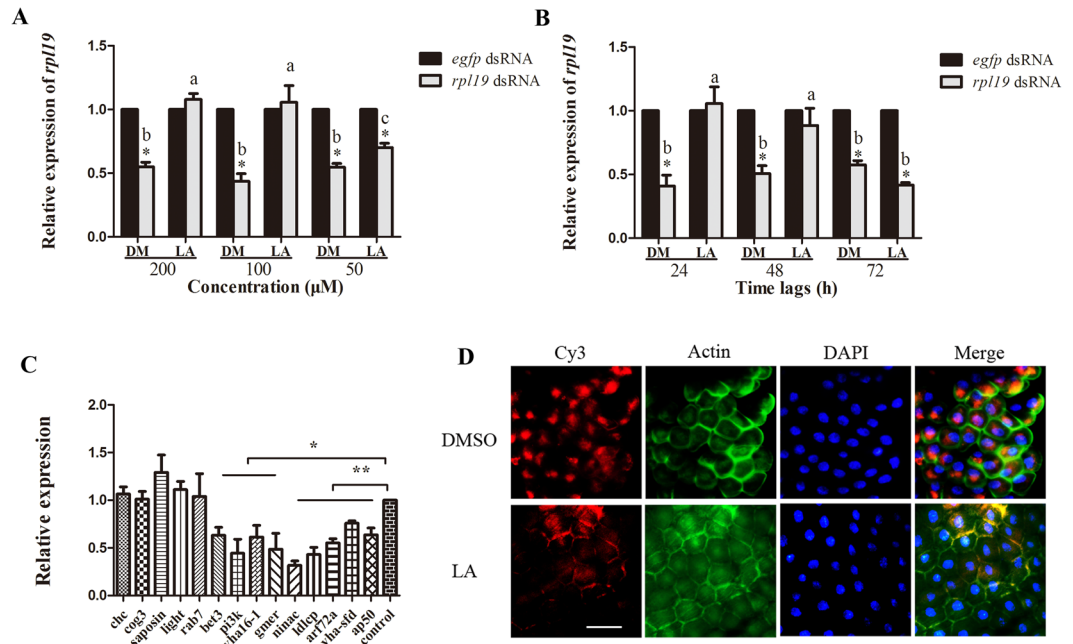 A
Relative expression of rpl19
1.5
1.0
0.5
0.0
egfp dsRNA
rpl19 dsRNA
b
*
a
b
*
a
b
*
c
*
DM LA DM LA DM LA
200 100 50
Concentration (μM)
B
Relative expression of rpl19
1.5
1.0
0.5
0.0
egfp dsRNA
rpl19 dsRNA
b
*
a
b
*
a
b
*
b
*
DM LA DM LA DM LA
24 48 72
Time lags (h)
C
Relative expression
2.0
1.5
1.0
0.5
0.0
*
**
chc
cog3
saposin
light
rab7
bet3
pi3k
gmer
ninac
ldlcp
arf72a
ap50
control
D
Cy3 Actin DAPI Merge
DMSO
LA